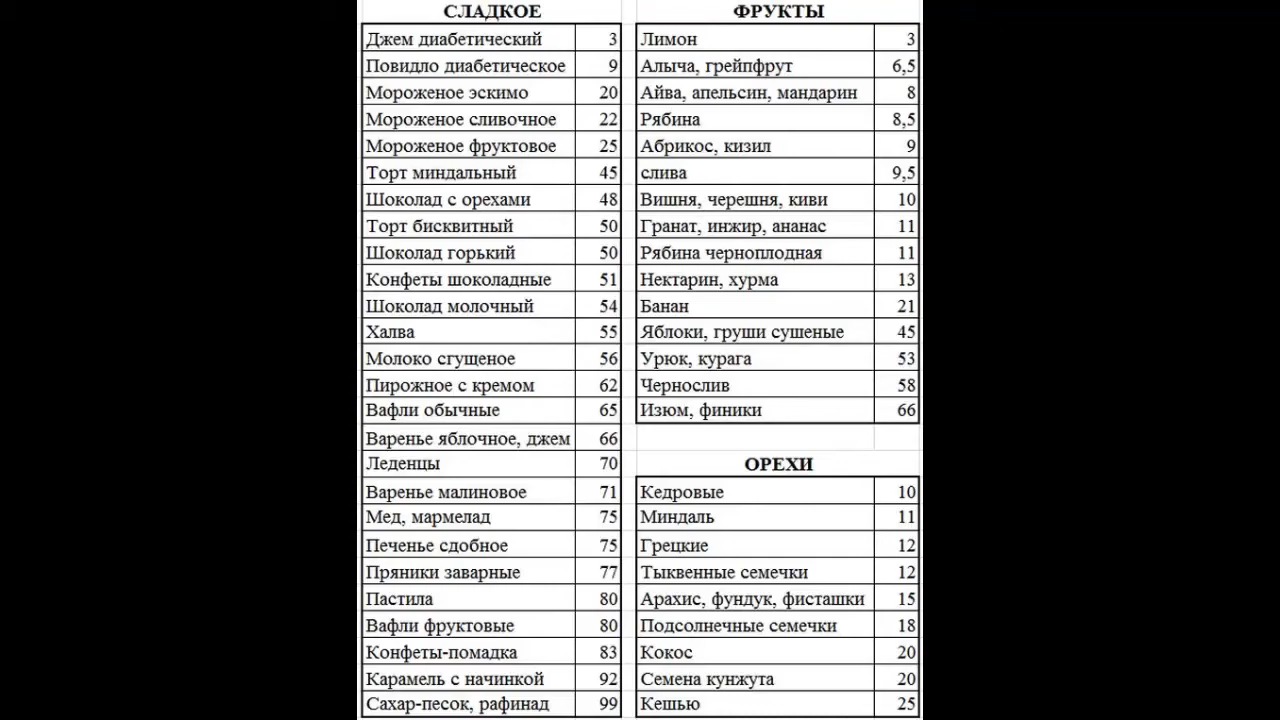 СЛАДКОЕ
Джем диабетический 3
Повидло диабетическое 9
Мороженое эскимо 20
Мороженое сливочное 22
Мороженое фруктовое 25
Торт миндальный 45
Шоколад с орехами 48
Торт бисквитный 50
Шоколад горький 50
Конфеты шоколадные 51
Шоколад молочный 54
Халва 55
Молоко сгущеное 56
Пирожное с кремом 62
Вафли обычные 65
Варенье яблочное, джем 66
Леденцы 70
Варенье малиновое 71
Мед, мармелад 75
Печенье сдобное 75
Пряники заварные 77
Пастила 80
Вафли фруктовые 80
Конфеты-помадка 83
Карамель с начинкой 92
Сахар-песок, рафинад 99
ФРУКТЫ
Лимон 3
Алыча, грейпфрут 6,5
Айва, апельсин, мандарин 8
Рябина 8,5
Абрикос, кизил 9
слива 9,5
Вишня, черешня, киви 10
Гранат, инжир, ананас 11
Рябина черноплодная 11
Нектарин, хурма 13
Банан 21
Яблоки, груши сушеные 45
Урюк, курага 53
Чернослив 58
Изюм, финики 66
ОРЕХИ
Кедровые 10
Миндаль 11
Грецкие 12
Тыквенные семечки 12
Арахис, фундук, фисташки 15
Подсолнечные семечки 18
Кокос 20
Семена кунжута 20
Кешью 25